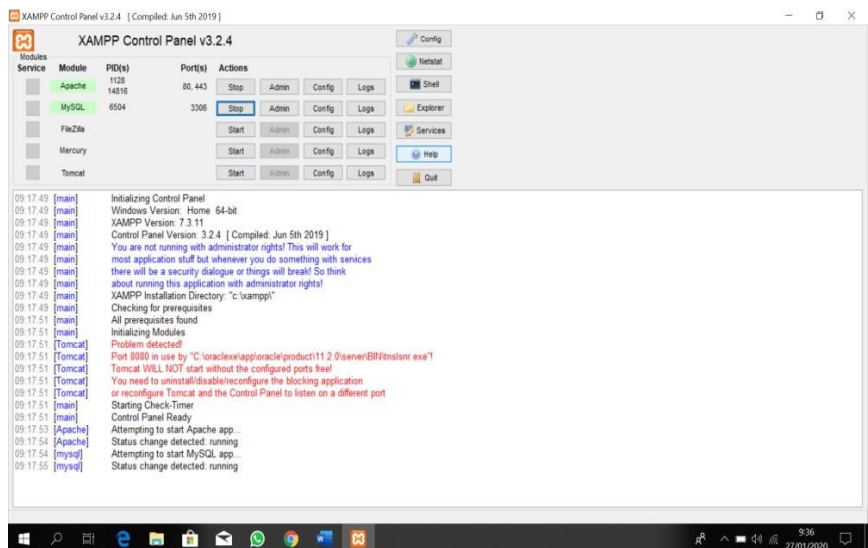 XAMPP Control Panel v3.2.4 [ Compiled: Jun 5th 2019 ]
XAMPP Control Panel v3.2.4
Modules
Service Module PID(s) Port(s) Actions
Apache 1128 14816 80, 443 Stop Admin Config Logs
MySQL 6504 3306 Stop Admin Config Logs
FileZilla Start Admin Config Logs
Mercury Start Admin Config Logs
Tomcat Start Admin Config Logs
Config
Netstat
Shell
Explorer
Services
Help
Quit
09:17:49 [main] Initializing Control Panel
09:17:49 [main] Windows Version: Home 64-bit
09:17:49 [main] XAMPP Version: 7.3.11
09:17:49 [main] Control Panel Version: 3.2.4 [ Compiled: Jun 5th 2019 ]
09:17:49 [main] You are not running with administrator rights! This will work for
09:17:49 [main] most application stuff but whenever you do something with services
09:17:49 [main] there will be a security dialogue or things will break! So think
09:17:49 [main] about running this application with administrator rights!
09:17:49 [main] XAMPP Installation Directory: "c:\xampp\"
09:17:49 [main] Checking for prerequisites
09:17:51 [main] All prerequisites found
09:17:51 [main] Initializing Modules
09:17:51 [Tomcat] Problem detected!
09:17:51 [Tomcat] Port 8080 in use by "C:\oraclexe\app\oracle\product\11.2.0\server\BIN\tnslsnr.exe"!
09:17:51 [Tomcat] Tomcat WILL NOT start without the configured ports free!
09:17:51 [Tomcat] You need to uninstall/disable/reconfigure the blocking application
09:17:51 [Tomcat] or reconfigure Tomcat and the Control Panel to listen on a different port
09:17:51 [main] Starting Check-Timer
09:17:51 [main] Control Panel Ready
09:17:53 [Apache] Attempting to start Apache app...
09:17:54 [Apache] Status change detected: running
09:17:54 [mysql] Attempting to start MySQL app...
09:17:55 [mysql] Status change detected: running
9:36
27/01/2020